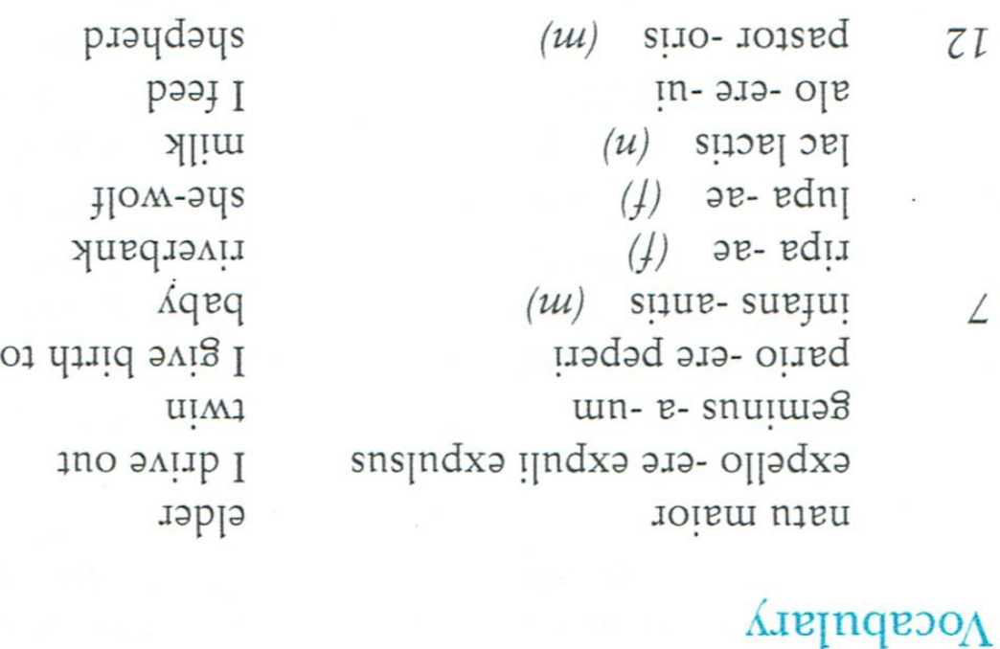 Vocabulary
natu maior elder
expello -ere expuli expulsus I drive out
geminus -a -um twin
pario -ere peperi I give birth to
7 infans -antis (m) baby
ripa -ae (f) riverbank
lupa -ae (f) she-wolf
lac lactis (n) milk
alo -ere -ui I feed
12 pastor -oris (m) shepherd